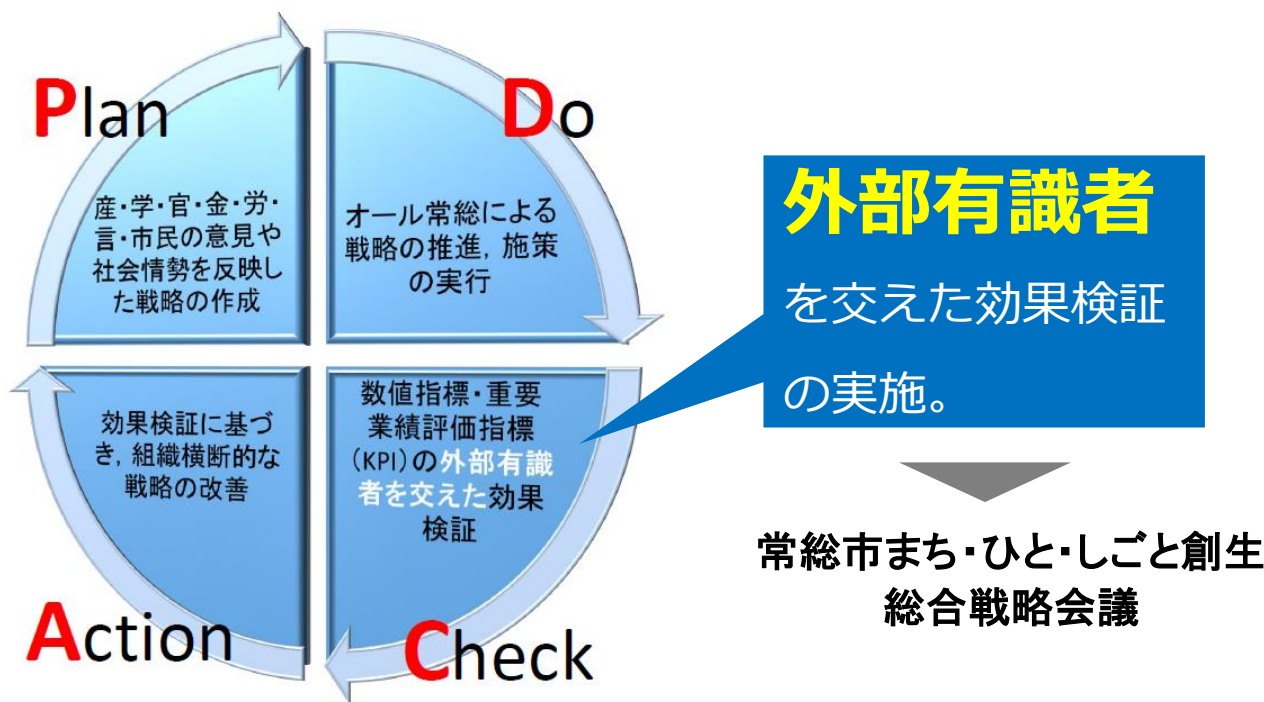 Plan
産・学・官・金・労・
言・市民の意見や
社会情勢を反映し
た戦略の作成
Do
オール常総による
戦略の推進，施策
の実行
外部有識者
を交えた効果検証
の実施。
数値指標・重要
業績評価指標
（KPI）の外部有識
者を交えた効果
検証
Check
効果検証に基づ
き，組織横断的な
戦略の改善
Action
常総市まち・ひと・しごと創生
総合戦略会議